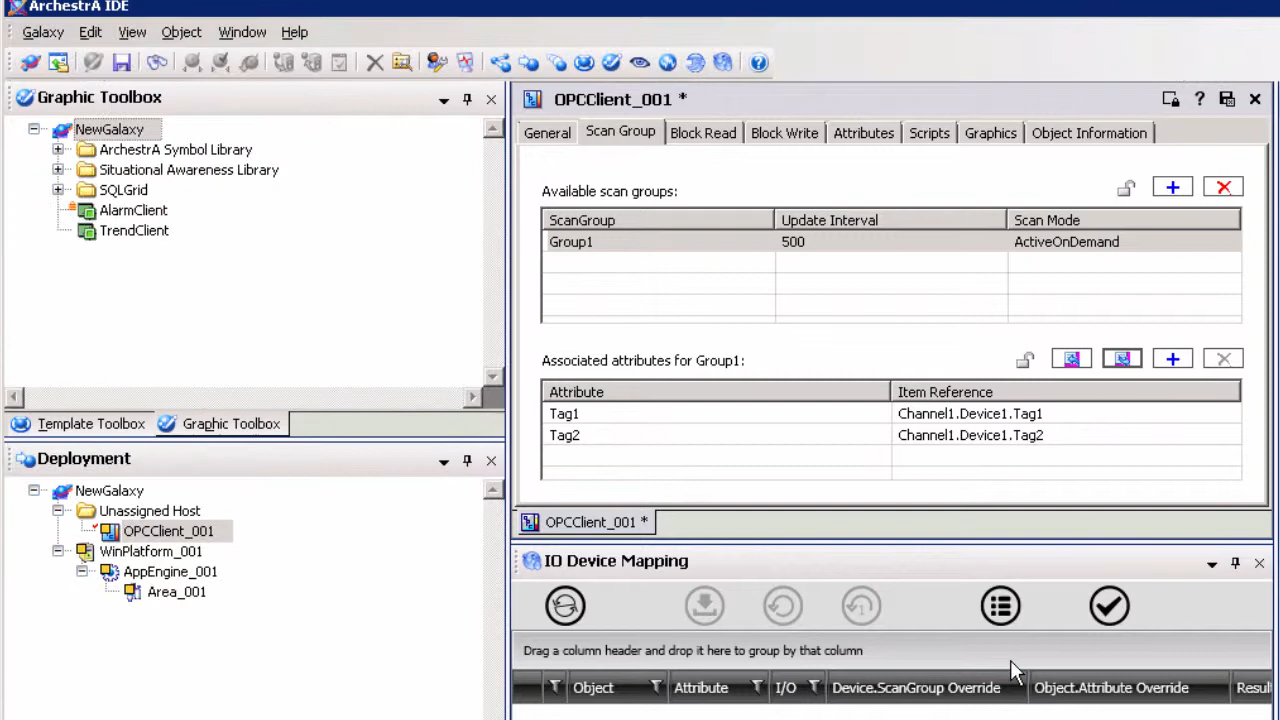 ArchestrA IDE
Galaxy Edit View Object Window Help
Graphic Toolbox
NewGalaxy
ArchestrA Symbol Library
Situational Awareness Library
SQLGrid
AlarmClient
TrendClient
Template Toolbox Graphic Toolbox
Deployment
NewGalaxy
Unassigned Host
OPCClient_001
WinPlatform_001
AppEngine_001
Area_001
OPCClient_001 *
General Scan Group Block Read Block Write Attributes Scripts Graphics Object Information
Available scan groups:
ScanGroup Update Interval Scan Mode
Group1 500 ActiveOnDemand
Associated attributes for Group1:
Attribute Item Reference
Tag1 Channel1.Device1.Tag1
Tag2 Channel1.Device1.Tag2
OPCClient_001 *
IO Device Mapping
Drag a column header and drop it here to group by that column
Object Attribute I/O Device.ScanGroup Override Object.Attribute Override Resul